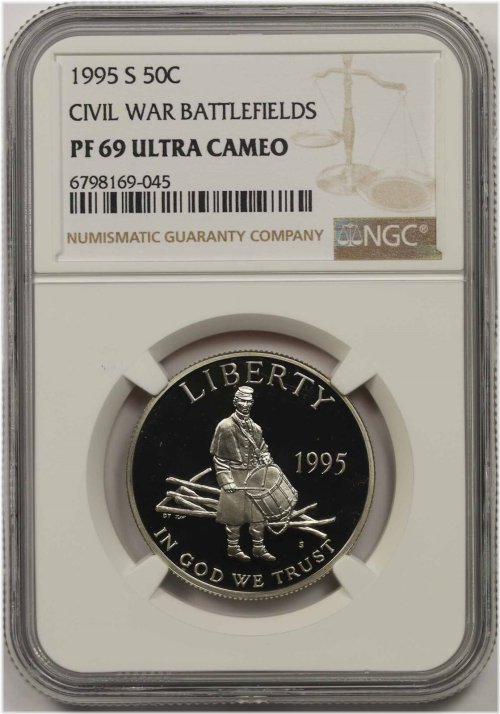 1995 S 50C
CIVIL WAR BATTLEFIELDS
PF 69 ULTRA CAMEO
6798169-045
NUMISMATIC GUARANTY COMPANY
NGC®
LIBERTY
1995
S
IN GOD WE TRUST